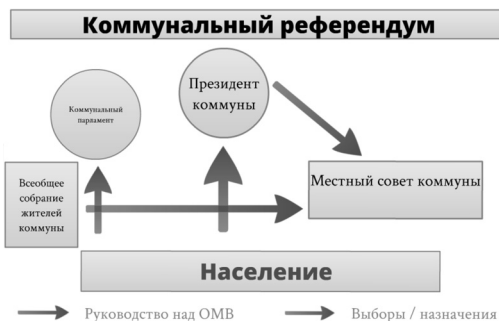 Коммунальный референдум
Президент
коммуны
Коммунальный
парламент
Всеобщее
собрание
жителей
коммуны
Местный совет коммуны
Население
Руководство над ОМВ
Выборы / назначения